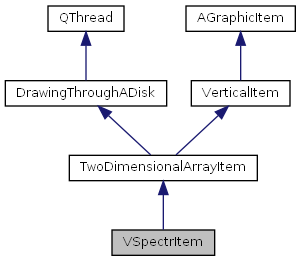 QThread
AGraphicItem
DrawingThroughADisk
VerticalItem
TwoDimensionalArrayItem
VSpectrItem